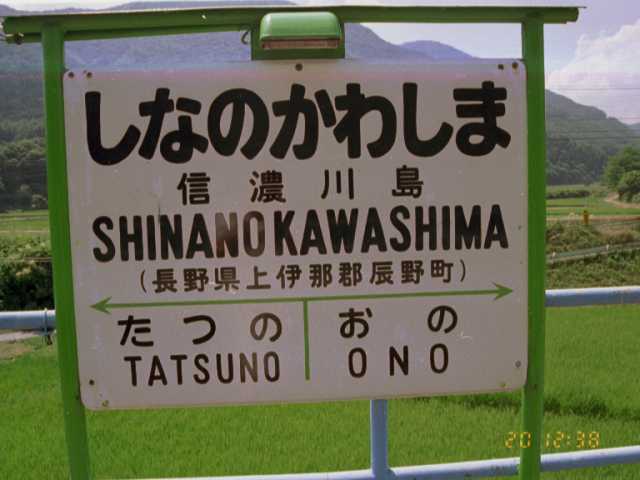 しなのかわしま
信濃川島
SHINANOKAWASHIMA
(長野県上伊那郡辰野町)
たつの おの
TATSUNO ONO
20 12:38